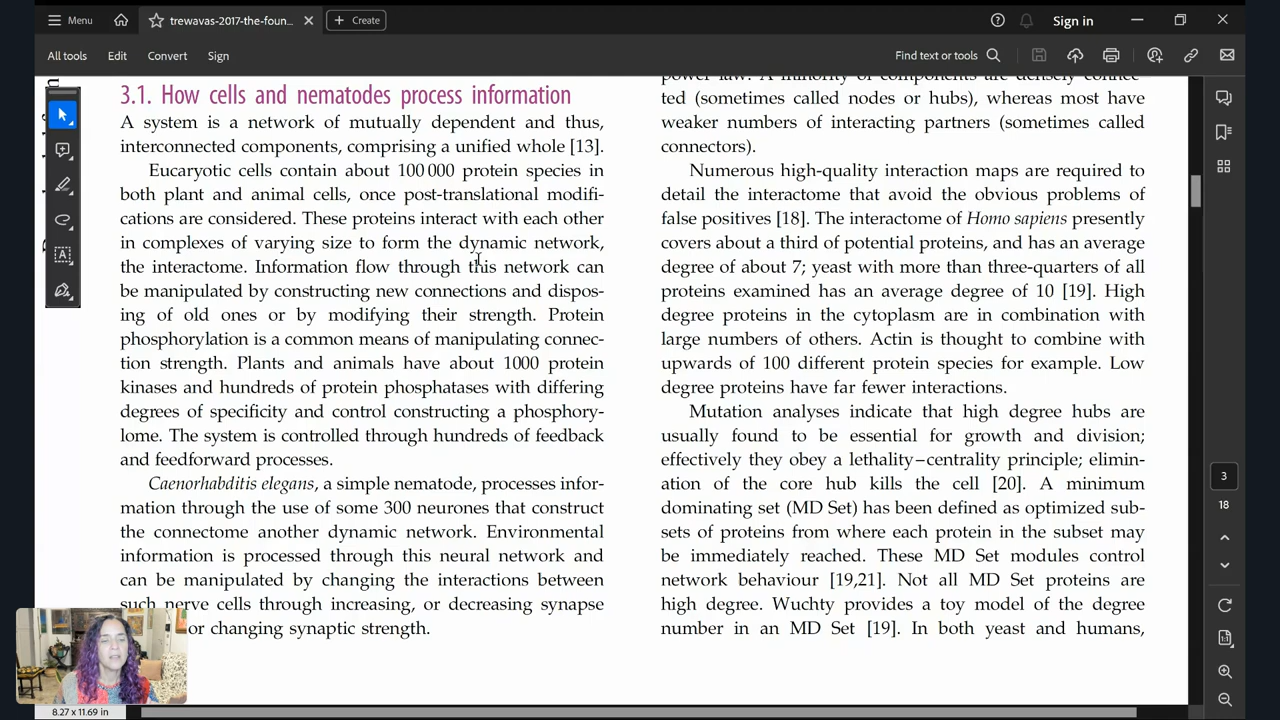 Menu
trewavas-2017-the-foun...
Create
Sign in
All tools
Edit
Convert
Sign
Find text or tools
3.1. How cells and nematodes process information
A system is a network of mutually dependent and thus,
interconnected components, comprising a unified whole [13].
Eucaryotic cells contain about 100 000 protein species in
both plant and animal cells, once post-translational modifi-
cations are considered. These proteins interact with each other
in complexes of varying size to form the dynamic network,
the interactome. Information flow through this network can
be manipulated by constructing new connections and dispos-
ing of old ones or by modifying their strength. Protein
phosphorylation is a common means of manipulating connec-
tion strength. Plants and animals have about 1000 protein
kinases and hundreds of protein phosphatases with differing
degrees of specificity and control constructing a phosphory-
lome. The system is controlled through hundreds of feedback
and feedforward processes.
Caenorhabditis elegans, a simple nematode, processes infor-
mation through the use of some 300 neurones that construct
the connectome another dynamic network. Environmental
information is processed through this neural network and
can be manipulated by changing the interactions between
such nerve cells through increasing, or decreasing synapse
or changing synaptic strength.
power law. A minority of components are densely connec-
ted (sometimes called nodes or hubs), whereas most have
weaker numbers of interacting partners (sometimes called
connectors).
Numerous high-quality interaction maps are required to
detail the interactome that avoid the obvious problems of
false positives [18]. The interactome of Homo sapiens presently
covers about a third of potential proteins, and has an average
degree of about 7; yeast with more than three-quarters of all
proteins examined has an average degree of 10 [19]. High
degree proteins in the cytoplasm are in combination with
large numbers of others. Actin is thought to combine with
upwards of 100 different protein species for example. Low
degree proteins have far fewer interactions.
Mutation analyses indicate that high degree hubs are
usually found to be essential for growth and division;
effectively they obey a lethality–centrality principle; elimin-
ation of the core hub kills the cell [20]. A minimum
dominating set (MD Set) has been defined as optimized sub-
sets of proteins from where each protein in the subset may
be immediately reached. These MD Set modules control
network behaviour [19,21]. Not all MD Set proteins are
high degree. Wuchty provides a toy model of the degree
number in an MD Set [19]. In both yeast and humans,
3
18
8.27 x 11.69 in